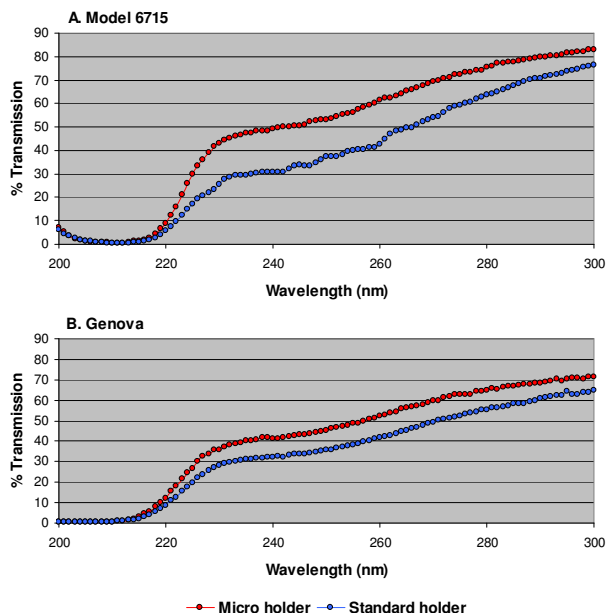 A. Model 6715
90
80
70
60
50
40
30
20
10
0
% Transmission
200 220 240 260 280 300
Wavelength (nm)
B. Genova
90
80
70
60
50
40
30
20
10
0
% Transmission
200 220 240 260 280 300
Wavelength (nm)
Micro holder Standard holder